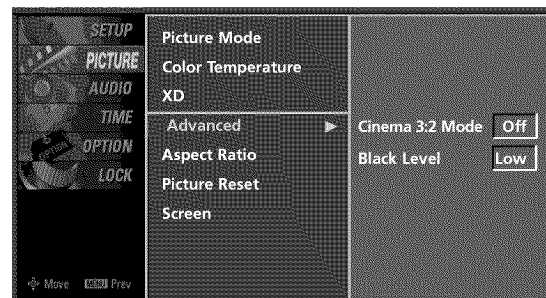 SETUP
PICTURE
AUDIO
TIME
OPTION
LOCK
Move MENU Prev
Picture Mode
Color Temperature
XD
Advanced
Aspect Ratio
Picture Reset
Screen
Cinema 3:2 Mode Off
Black Level Low